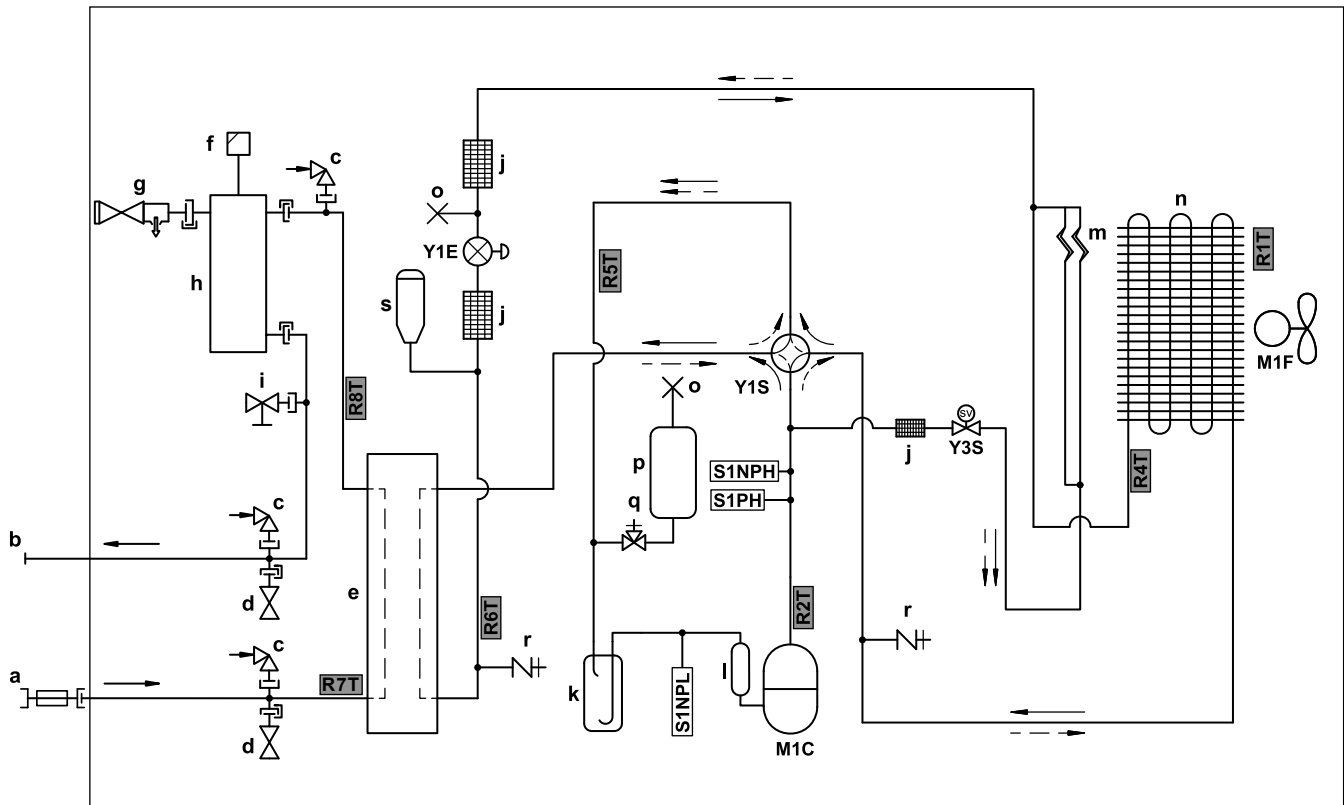 f
c
j
g
o
n
R1T
Y1E
R5T
m
h
s
j
M1F
i
R8T
o
Y1S
SV
j
Y3S
p
R4T
S1NPH
S1PH
c
q
b
d
e
R6T
r
R2T
r
c
a
R7T
k
S1NPL
l
d
M1C